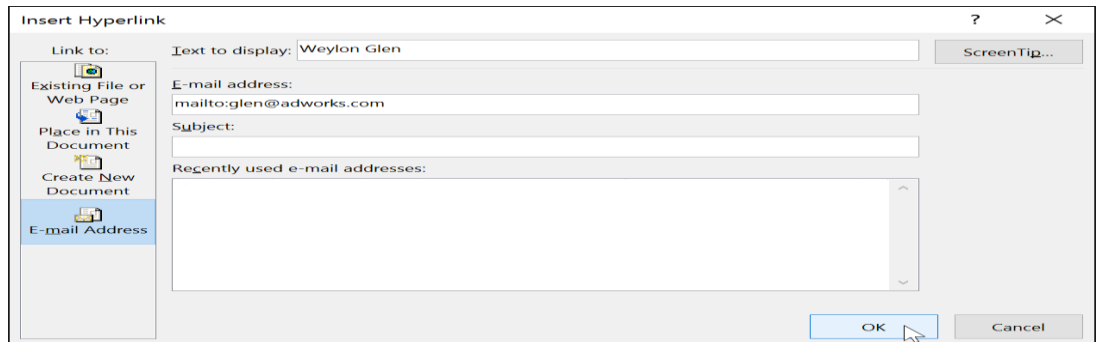 Insert Hyperlink ?
Link to:
Text to display: Weylon Glen
ScreenTip...
Existing File or
Web Page
Place in This
Document
Create New
Document
E-mail Address
E-mail address:
mailto:glen@adworks.com
Subject:
Recently used e-mail addresses:
OK
Cancel